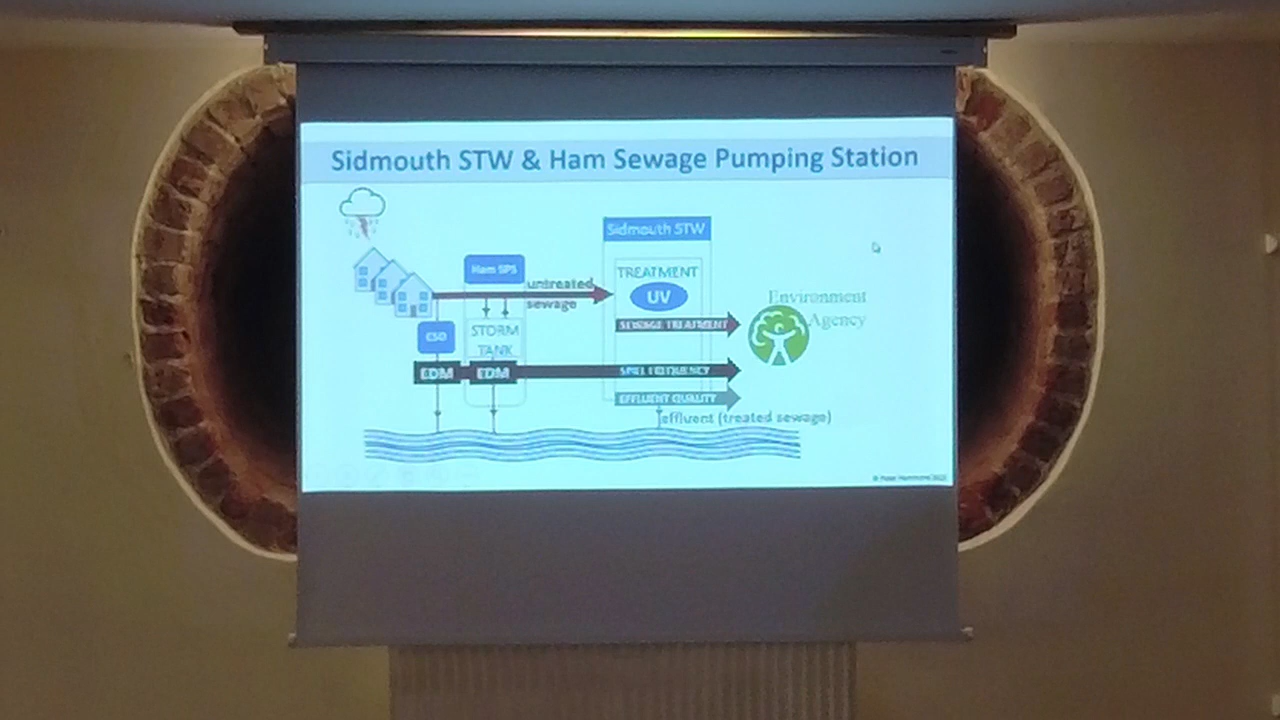 Sidmouth STW & Ham Sewage Pumping Station
Sidmouth STW
Ham SPS
untreated
sewage
TREATMENT
UV
Environment
Agency
CSO
STORM
TANK
SEWAGE TREATMENT
EDM
EDM
SPILL FREQUENCY
EFFLUENT QUALITY
effluent (treated sewage)